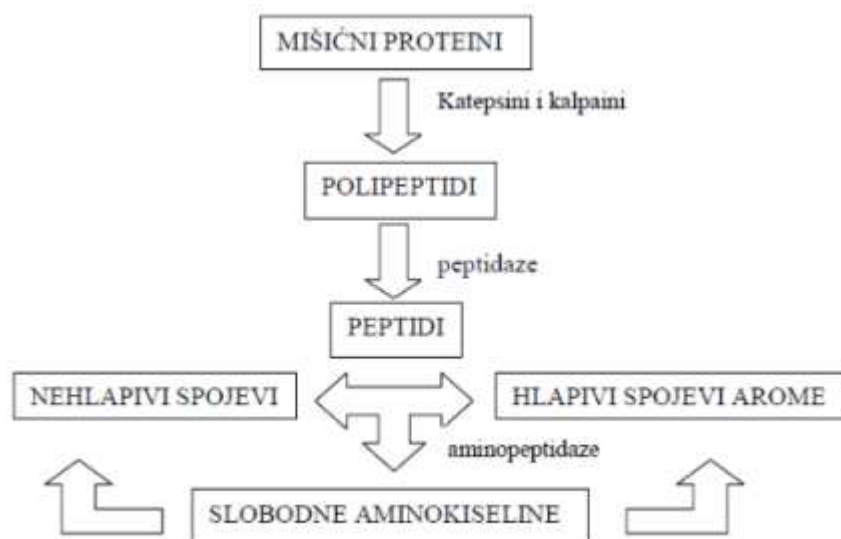 MIŠIĆNI PROTEINI
Katepsini i kalpaini
POLIPEPTIDI
peptidaze
PEPTIDI
NEHLAPIVI SPOJEVI
HLAPIVI SPOJEVI AROME
aminopeptidaze
SLOBODNE AMINOKISELINE